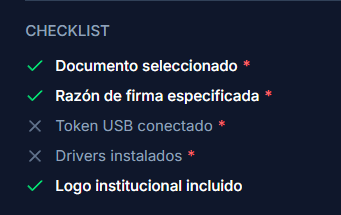 CHECKLIST
Documento seleccionado *
Razón de firma especificada *
Token USB conectado *
Drivers instalados *
Logo institucional incluido